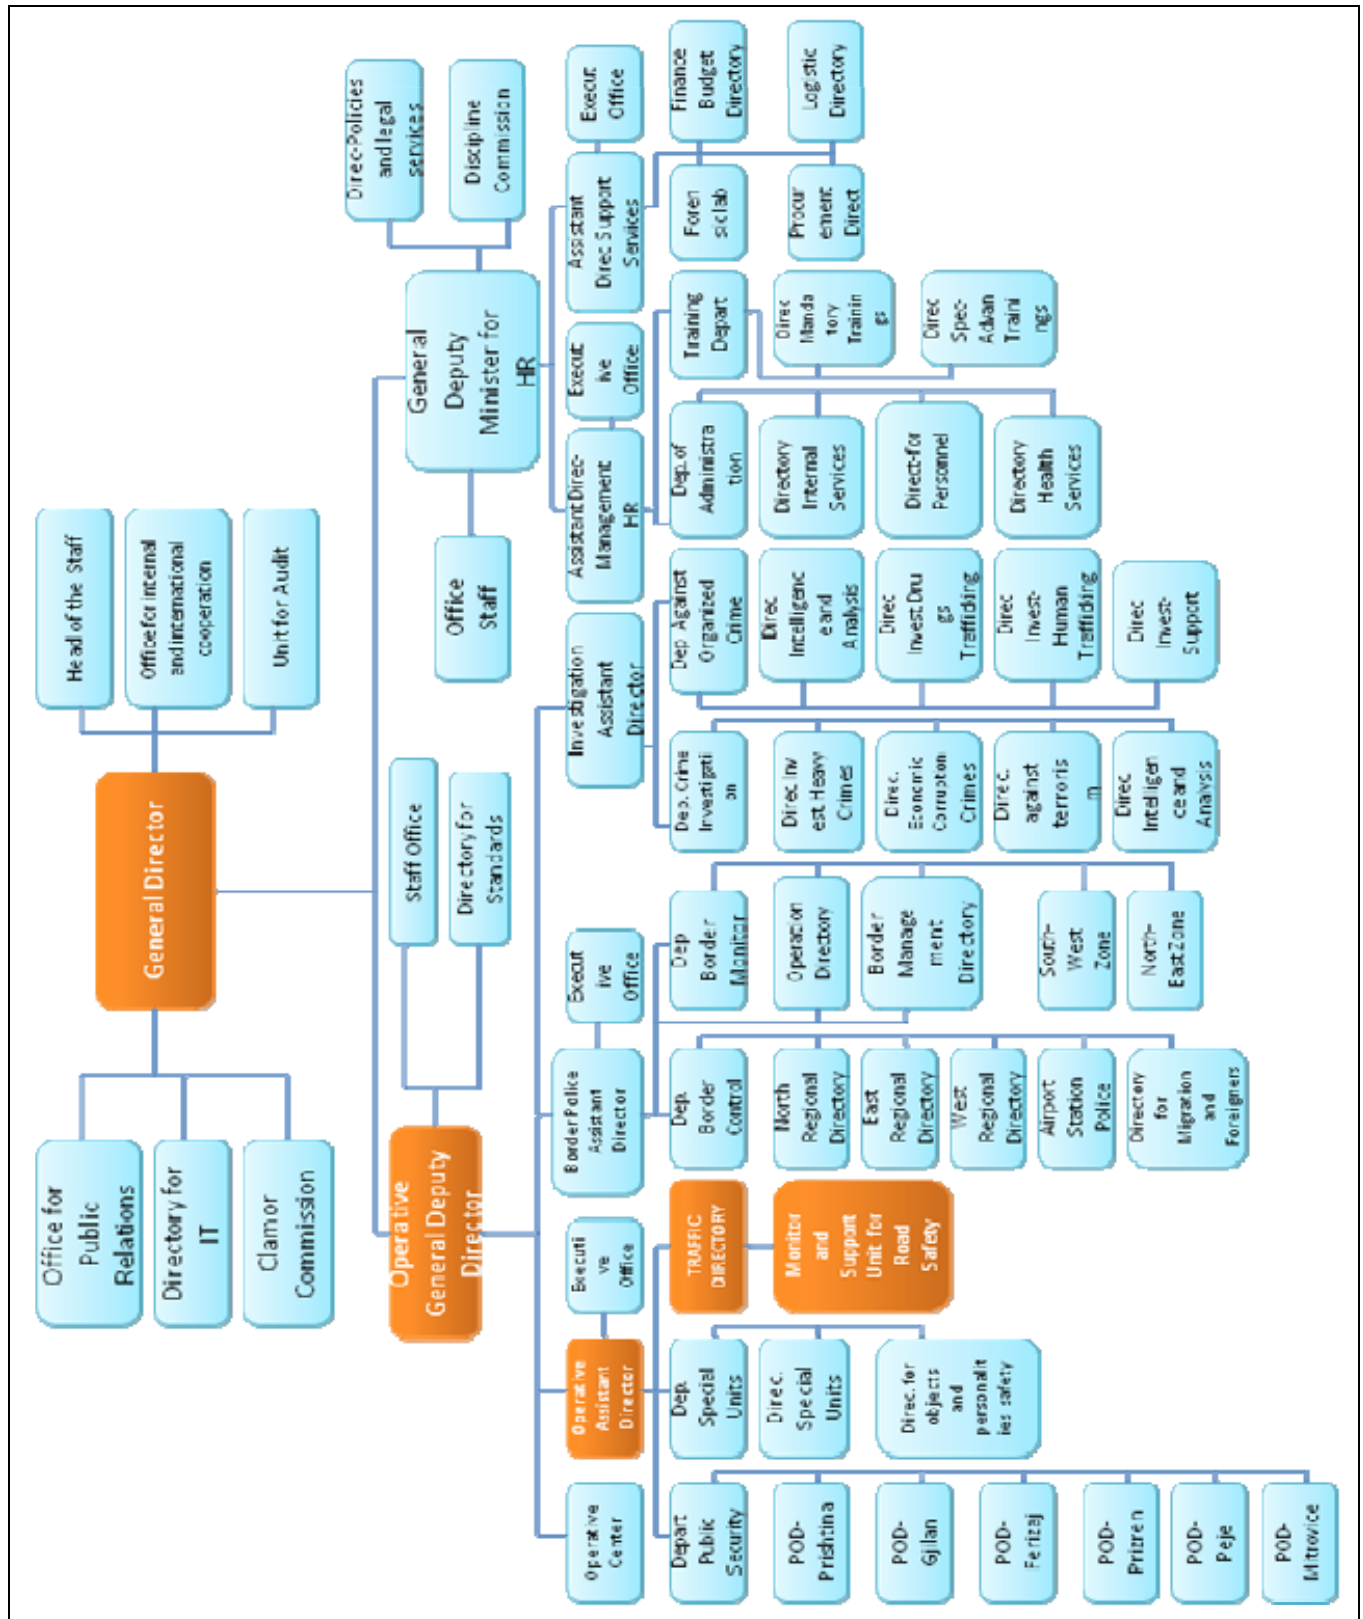 Office for
Public
Relations
Directory for
IT
Clamor
Commission
General Director
Head of the Staff
Office for internal
and international
cooperation
Unit for Audit
Operative
General Deputy
Director
Staff Office
Directory for
Standards
Office
Staff
General
Deputy
Minister for
HR
Direc-Policies
and legal
services
Discipline
Commission
Operative
Center
Operative
Assistant
Director
Executi
ve
Office
Border Police
Assistant
Director
Execut
ive
Office
Investigation
Assistant
Director
Assistant Direc-
Management
HR
Execut
ive
Office
Assistant
Direc Support
Services
Execut
Office
Depart
Public
Security
POD-
Prishtina
POD-
Gjilan
POD-
Ferizaj
POD-
Prizren
POD-
Peje
POD-
Mitrovice
Dep.
Special
Units
Direc.
Special
Units
Direc. for
objects
and
personalit
ies safety
TRAFFIC
DIRECTORY
Monitor
and
Support
Unit for
Road
Safety
Dep.
Border
Control
North
Regional
Directory
East
Regional
Directory
West
Regional
Directory
Airport
Station
Police
Directory
for
Migration
and
Foreigners
Dep
Border
Monitor
Operation
Directory
Border
Manage
ment
Directory
South-
West
Zone
North-
East Zone
Dep. Crime
Investigati
on
Direc Inv
est. Heavy
Crimes
Direc.
Economic
Corrupton
Crimes
Direc.
against
terroris
m
Direc
Intelligen
ce and
Analysis
Dep Against
Organized
Crime
Direc
Intelligenc
e and
Analysis
Direc
Invest.Dru
gs
Trafficking
Direc
Invest-
Human
Trafficking
Direc
Invest-
Support
Dep. of
Administra
tion
Directory
Internal
Services
Direct-for
Personnel
Directory
Health
Services
Training
Depart
Direc
Manda
tory
Trainin
gs
Direc
Spec-
Advan
Traini
ngs
Foren
sic lab
Procur
ement
Direct
Finance
Budget
Directory
Logistic
Directory